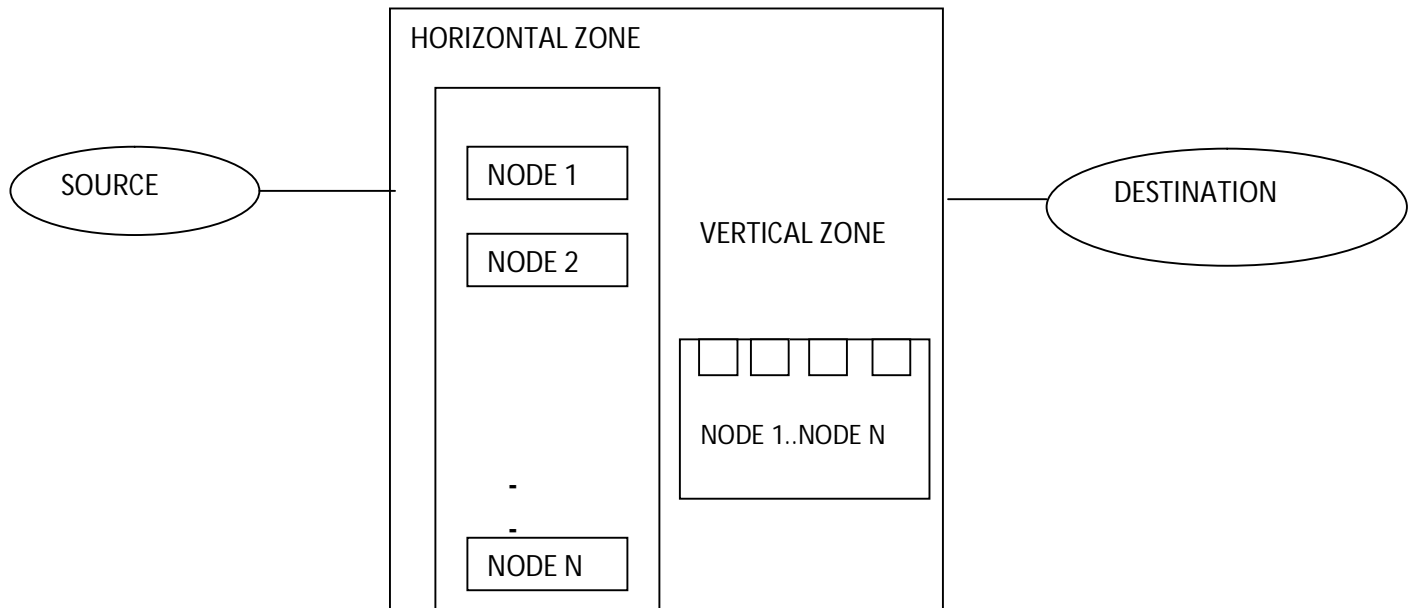 HORIZONTAL ZONE
SOURCE
NODE 1
NODE 2
-
-
NODE N
VERTICAL ZONE
NODE 1..NODE N
DESTINATION